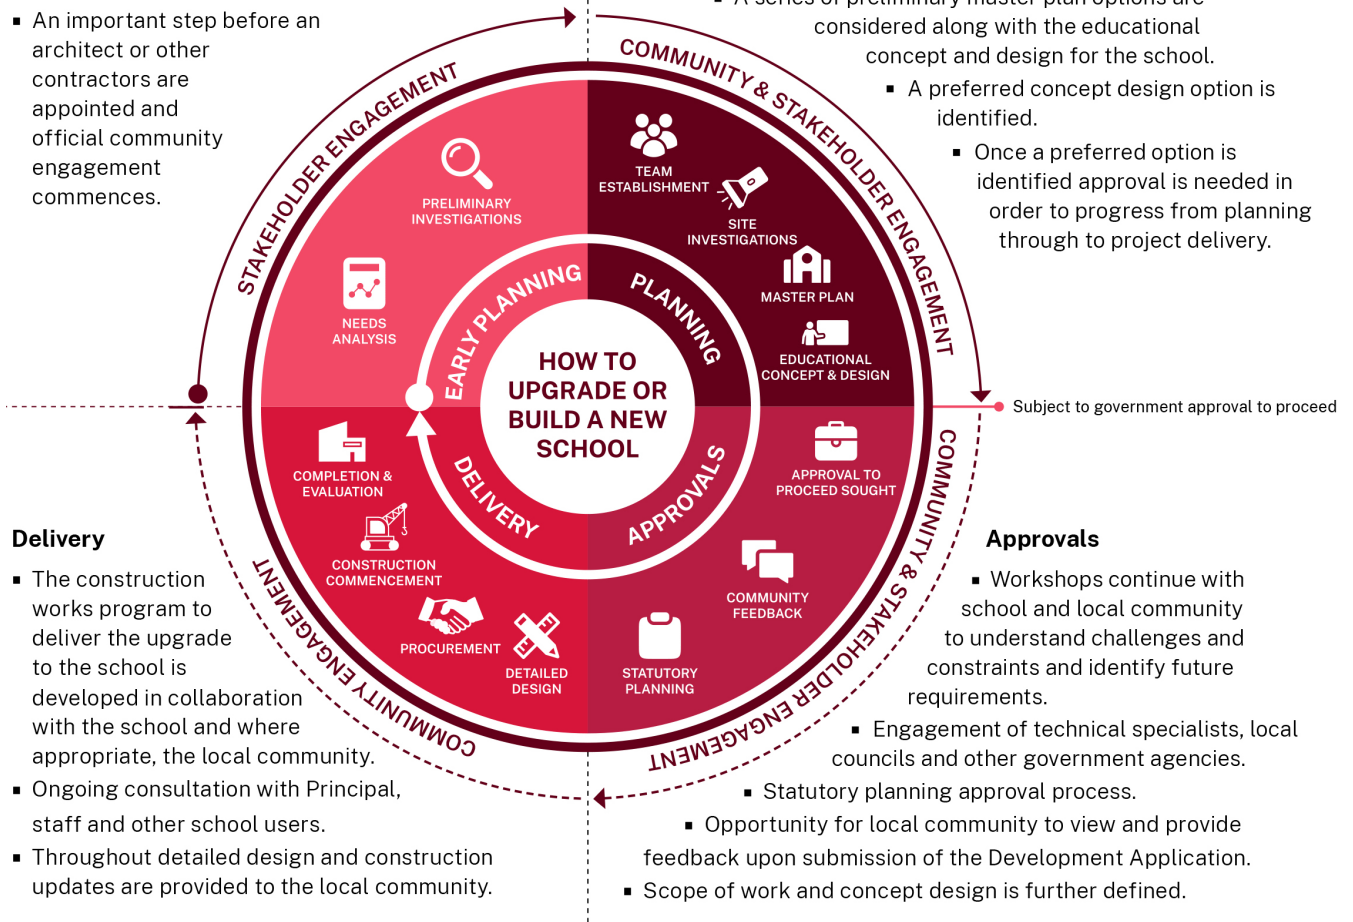 ▪ An important step before an
architect or other
contractors are
appointed and
official community
engagement
commences.
▪ A series of preliminary master plan options are
considered along with the educational
concept and design for the school.
▪ A preferred concept design option is
identified.
▪ Once a preferred option is
identified approval is needed in
order to progress from planning
through to project delivery.
STAKEHOLDER ENGAGEMENT
COMMUNITY & STAKEHOLDER ENGAGEMENT
PRELIMINARY
INVESTIGATIONS
NEEDS
ANALYSIS
EARLY PLANNING
TEAM
ESTABLISHMENT
SITE
INVESTIGATIONS
MASTER PLAN
EDUCATIONAL
CONCEPT & DESIGN
PLANNING
HOW TO
UPGRADE OR
BUILD A NEW
SCHOOL
Subject to government approval to proceed
APPROVAL TO
PROCEED SOUGHT
COMMUNITY
FEEDBACK
STATUTORY
PLANNING
APPROVALS
COMMUNITY & STAKEHOLDER ENGAGEMENT
DETAILED
DESIGN
PROCUREMENT
CONSTRUCTION
COMMENCEMENT
COMPLETION &
EVALUATION
DELIVERY
COMMUNITY ENGAGEMENT
Delivery
▪ The construction
works program to
deliver the upgrade
to the school is
developed in collaboration
with the school and where
appropriate, the local community.
▪ Ongoing consultation with Principal,
staff and other school users.
▪ Throughout detailed design and construction
updates are provided to the local community.
Approvals
▪ Workshops continue with
school and local community
to understand challenges and
constraints and identify future
requirements.
▪ Engagement of technical specialists, local
councils and other government agencies.
▪ Statutory planning approval process.
▪ Opportunity for local community to view and provide
feedback upon submission of the Development Application.
▪ Scope of work and concept design is further defined.